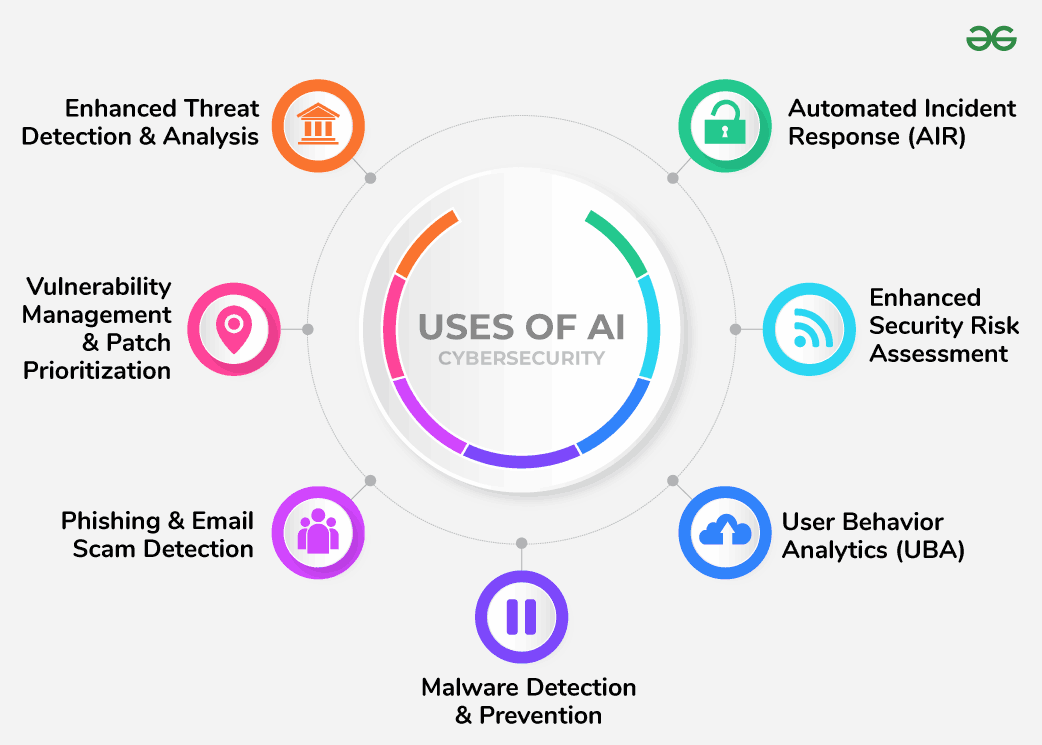 Enhanced Threat
Detection & Analysis
Automated Incident
Response (AIR)
Vulnerability
Management
& Patch
Prioritization
USES OF AI
CYBERSECURITY
Enhanced
Security Risk
Assessment
Phishing & Email
Scam Detection
User Behavior
Analytics (UBA)
Malware Detection
& Prevention